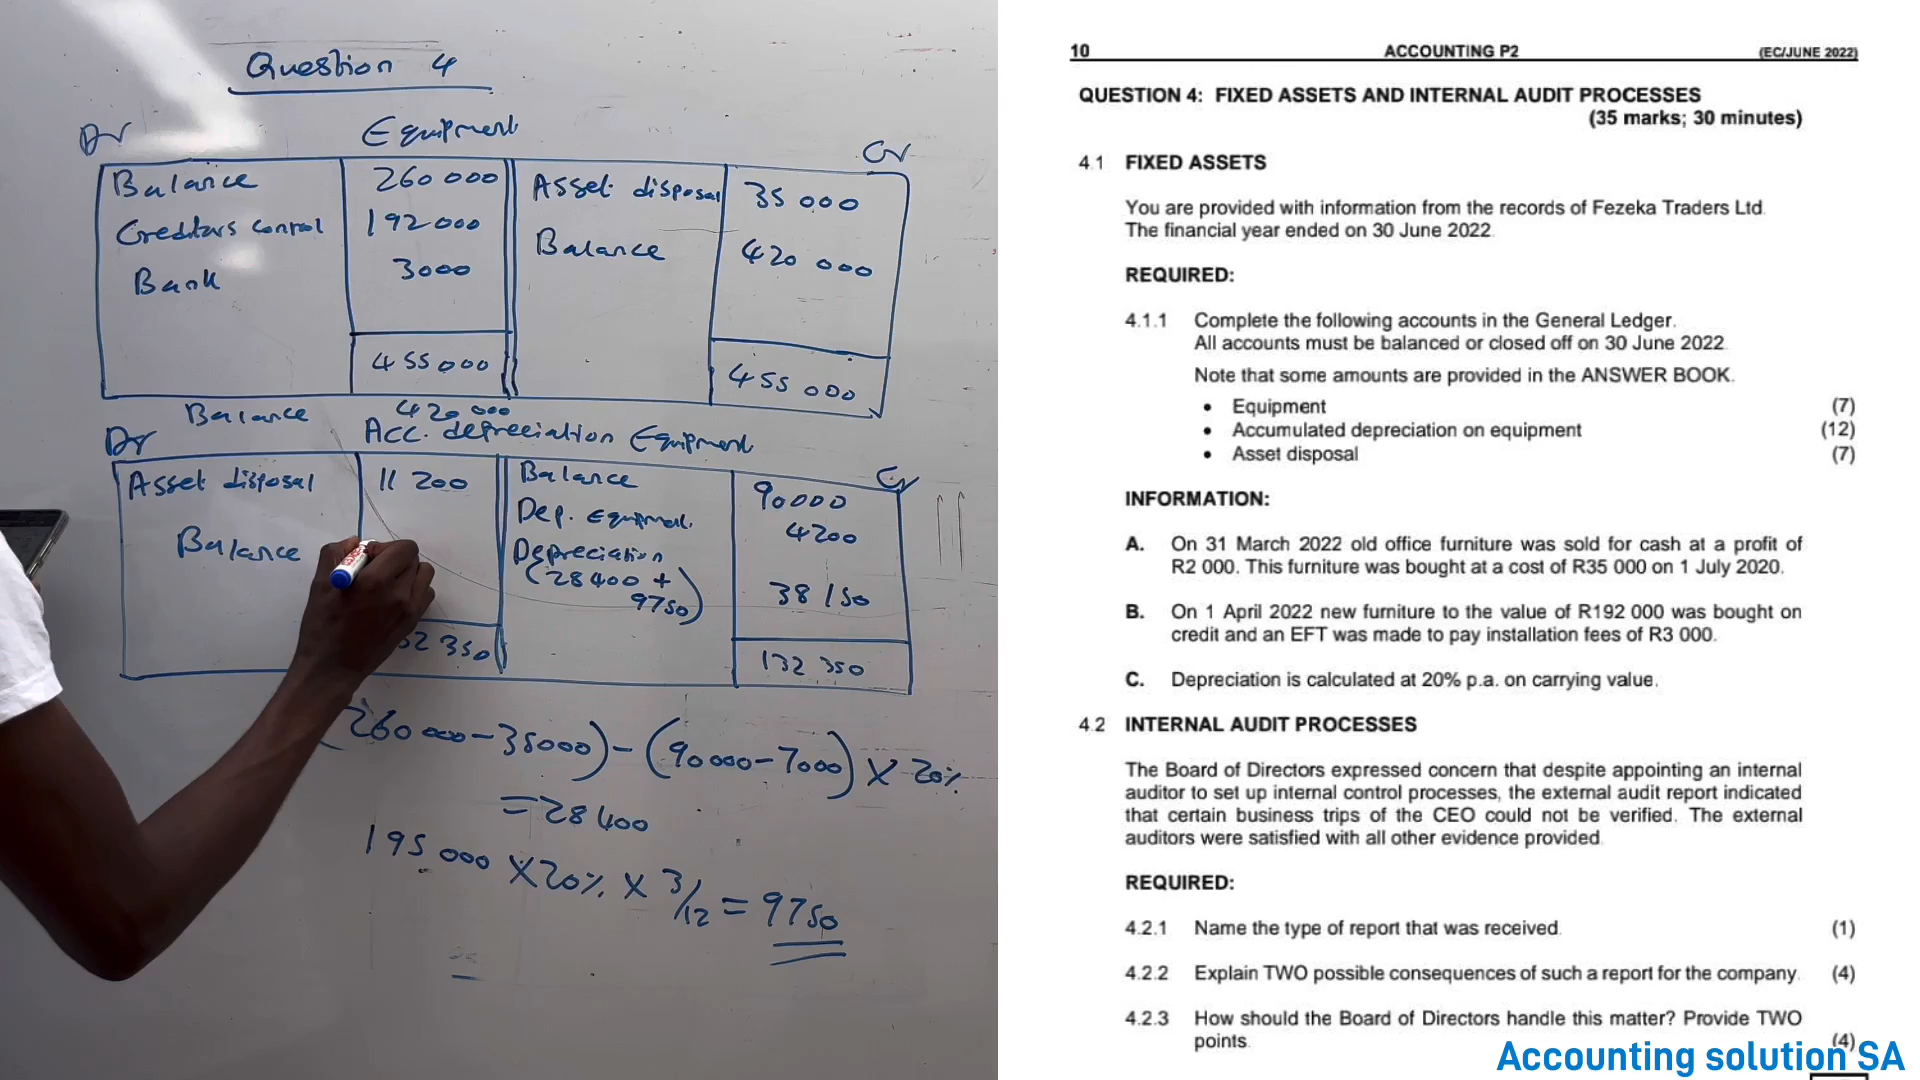 Question 4
Dr
Equipment
Cr
Balance 260 000 Asset disposal 35 000
Creditors control 192 000 Balance 420 000
Bank 3000
455 000 455 000
Balance 420 000
Dr
Acc. depreciation Equipment
Cr
Asset disposal 11 200 Balance 90000
Dep. Equipment. 4200
Balance Depreciation
(28400 + 9750) 38 150
32 350 132 350
260 000 - 35000) - (90000 - 7000) X 20%
= 28 400
195 000 X 20% X 3/12 = 9750
10 ACCOUNTING P2 (EC/JUNE 2022)
QUESTION 4: FIXED ASSETS AND INTERNAL AUDIT PROCESSES
(35 marks; 30 minutes)
4.1 FIXED ASSETS
You are provided with information from the records of Fezeka Traders Ltd.
The financial year ended on 30 June 2022.
REQUIRED:
4.1.1 Complete the following accounts in the General Ledger.
All accounts must be balanced or closed off on 30 June 2022.
Note that some amounts are provided in the ANSWER BOOK.
• Equipment (7)
• Accumulated depreciation on equipment (12)
• Asset disposal (7)
INFORMATION:
A. On 31 March 2022 old office furniture was sold for cash at a profit of
R2 000. This furniture was bought at a cost of R35 000 on 1 July 2020.
B. On 1 April 2022 new furniture to the value of R192 000 was bought on
credit and an EFT was made to pay installation fees of R3 000.
C. Depreciation is calculated at 20% p.a. on carrying value.
4.2 INTERNAL AUDIT PROCESSES
The Board of Directors expressed concern that despite appointing an internal
auditor to set up internal control processes, the external audit report indicated
that certain business trips of the CEO could not be verified. The external
auditors were satisfied with all other evidence provided.
REQUIRED:
4.2.1 Name the type of report that was received. (1)
4.2.2 Explain TWO possible consequences of such a report for the company. (4)
4.2.3 How should the Board of Directors handle this matter? Provide TWO
points. (4)
Accounting solution SA